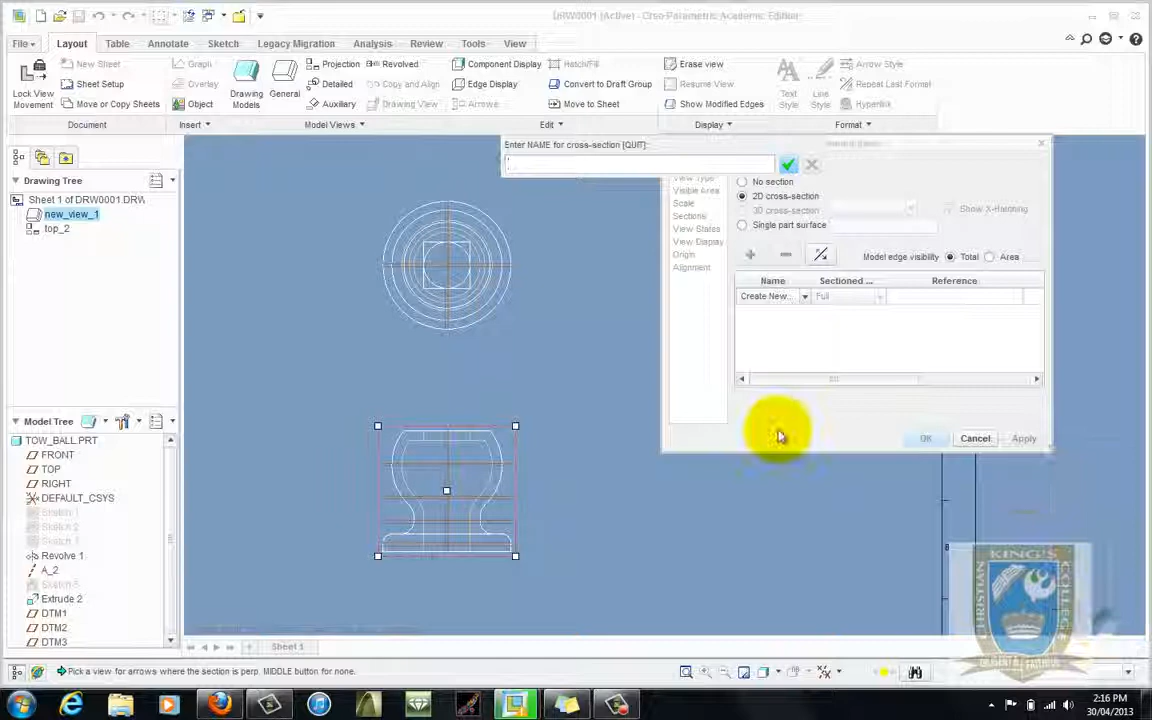 DRW0001 (Active) - Creo Parametric Academic Edition
File Layout Table Annotate Sketch Legacy Migration Analysis Review Tools View
New Sheet Graph Projection Revolved Component Display Hatch/Fill Erase view Arrow Style
Lock View Movement Sheet Setup Overlay Drawing Models General Detailed Copy and Align Edge Display Convert to Draft Group Resume View Text Style Line Style Repeat Last Format
Move or Copy Sheets Object Auxiliary Drawing View Arrows Move to Sheet Show Modified Edges Hyperlink
Document Insert Model Views Edit Display Format
Enter NAME for cross-section [QUIT]:
Drawing Tree
Sheet 1 of DRW0001.DRW
new_view_1
top_2
View Type
Visible Area
Scale
Sections
View States
View Display
Origin
Alignment
No section
2D cross-section
3D cross-section
Show X-Hatching
Single part surface
Model edge visibility Total Area
Name Sectioned ... Reference
Create New... Full
OK Cancel Apply
Model Tree
TOW_BALL.PRT
FRONT
TOP
RIGHT
DEFAULT_CSYS
Sketch 1
Sketch 2
Revolve 1
A_2
Sketch 5
Extrude 2
DTM1
DTM2
DTM3
Sheet 1
KING'S
CHRISTIAN
COLLEGE
Pick a view for arrows where the section is perp. MIDDLE button for none.
2:16 PM
30/04/2013